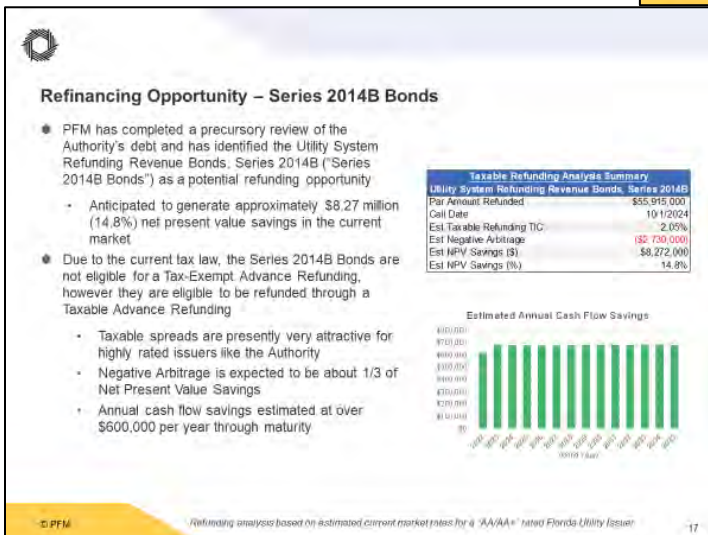 Refinancing Opportunity – Series 2014B Bonds
PFM has completed a precursory review of the
Authority's debt and has identified the Utility System
Refunding Revenue Bonds, Series 2014B ("Series
2014B Bonds") as a potential refunding opportunity
• Anticipated to generate approximately $8.27 million
(14.8%) net present value savings in the current
market
Due to the current tax law, the Series 2014B Bonds are
not eligible for a Tax-Exempt Advance Refunding,
however they are eligible to be refunded through a
Taxable Advance Refunding
• Taxable spreads are presently very attractive for
highly rated issuers like the Authority
• Negative Arbitrage is expected to be about 1/3 of
Net Present Value Savings
• Annual cash flow savings estimated at over
$600,000 per year through maturity
Taxable Refunding Analysis Summary
Utility System Refunding Revenue Bonds, Series 2014B
Par Amount Refunded $55,915,000
Call Date 10/1/2024
Est Taxable Refunding TIC 2.05%
Est Negative Arbitrage ($2,730,000)
Est NPV Savings ($) $8,272,000
Est NPV Savings (%) 14.8%
Estimated Annual Cash Flow Savings
$0
© PFM
Refunding analysis based on estimated current market rates for a 'AA/AA+' rated Florida Utility Issuer
17